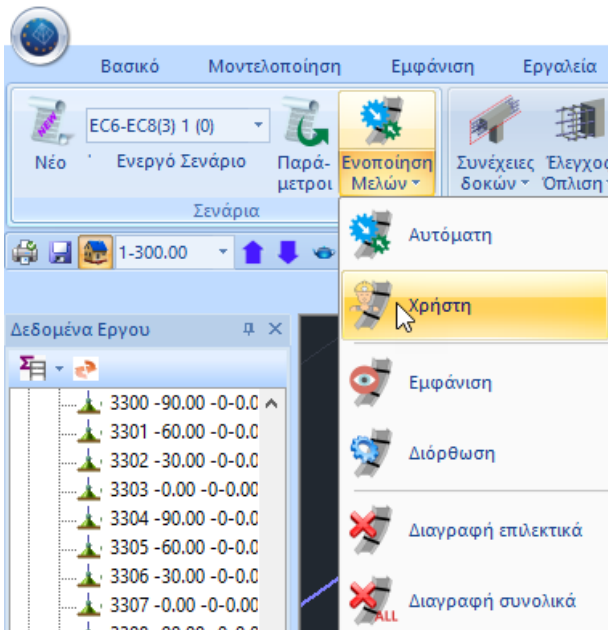 Βασικό Μοντελοποίηση Εμφάνιση Εργαλεία
NEW
EC6-EC8(3) 1 (0)
Νέο Ενεργό Σενάριο Παρά-
μετροι
Ενοποίηση
Μελών
Συνέχειες
δοκών
Έλεγχος
Όπλιση
Σενάρια
1-300.00
Αυτόματη
Χρήστη
Εμφάνιση
Διόρθωση
Διαγραφή επιλεκτικά
ALL
Διαγραφή συνολικά
Δεδομένα Εργου
3300 -90.00 -0-0.0
3301 -60.00 -0-0.0
3302 -30.00 -0-0.0
3303 -0.00 -0-0.00
3304 -90.00 -0-0.0
3305 -60.00 -0-0.0
3306 -30.00 -0-0.0
3307 -0.00 -0-0.00